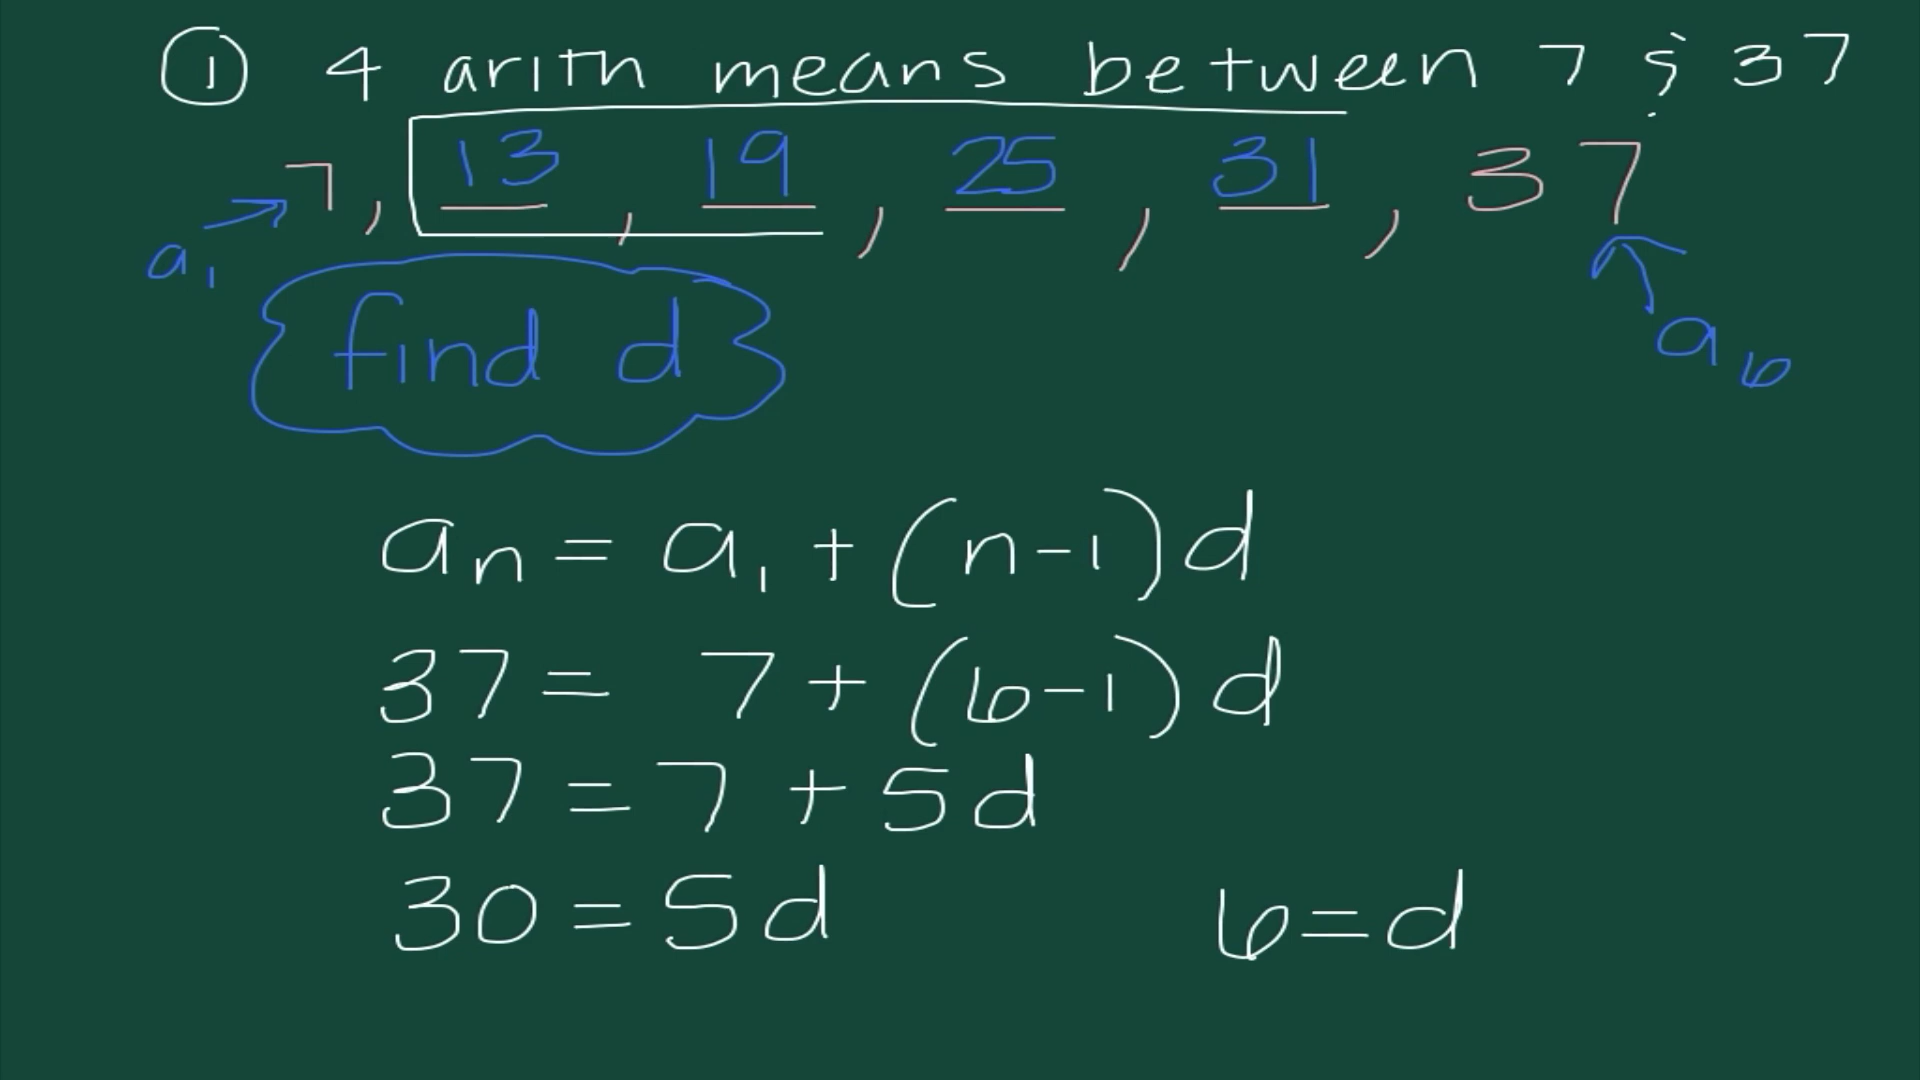 ① 4 arith means between 7 & 37
7, 13, 19, 25, 31, 37
a₁
find d
a₆
aₙ = a₁ + (n-1)d
37 = 7 + (6-1)d
37 = 7 + 5d
30 = 5d 6 = d